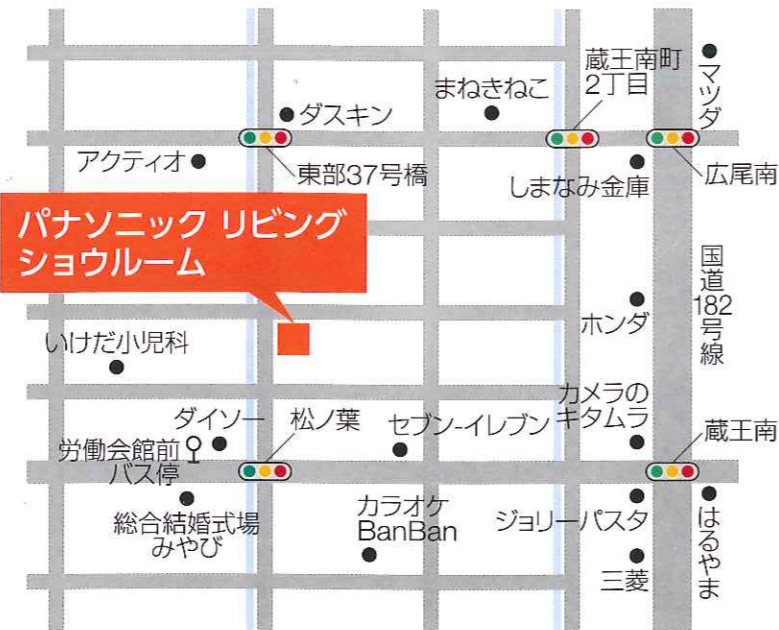 マツダ
蔵王南町
2丁目
まねきねこ
ダスキン
アクティオ
東部37号橋
しまなみ金庫
広尾南
パナソニック リビング
ショウルーム
国道182号線
ホンダ
いけだ小児科
カメラの
キタムラ
ダイソー
松ノ葉
セブン-イレブン
蔵王南
労働会館前
バス停
総合結婚式場
みやび
カラオケ
BanBan
ジョリーパスタ
はるやま
三菱